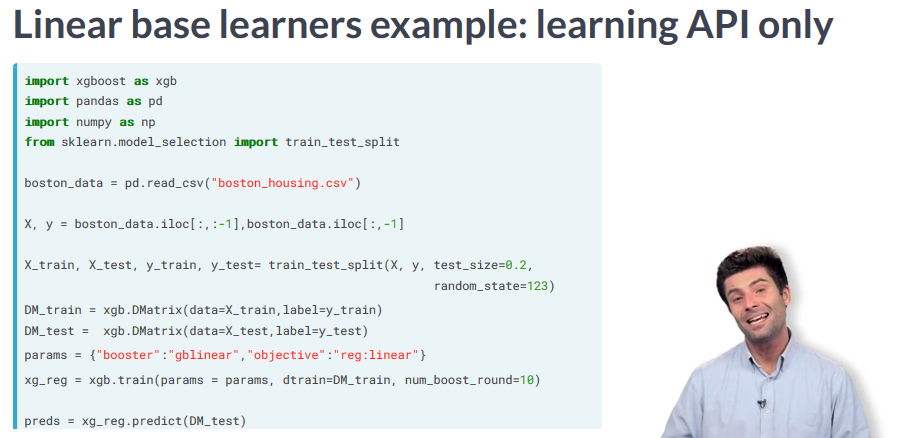 Linear base learners example: learning API only
import xgboost as xgb
import pandas as pd
import numpy as np
from sklearn.model_selection import train_test_split
boston_data = pd.read_csv("boston_housing.csv")
X, y = boston_data.iloc[:,:-1],boston_data.iloc[:,-1]
X_train, X_test, y_train, y_test= train_test_split(X, y, test_size=0.2,
random_state=123)
DM_train = xgb.DMatrix(data=X_train,label=y_train)
DM_test =  xgb.DMatrix(data=X_test,label=y_test)
params = {"booster":"gblinear","objective":"reg:linear"}
xg_reg = xgb.train(params = params, dtrain=DM_train, num_boost_round=10)
preds = xg_reg.predict(DM_test)